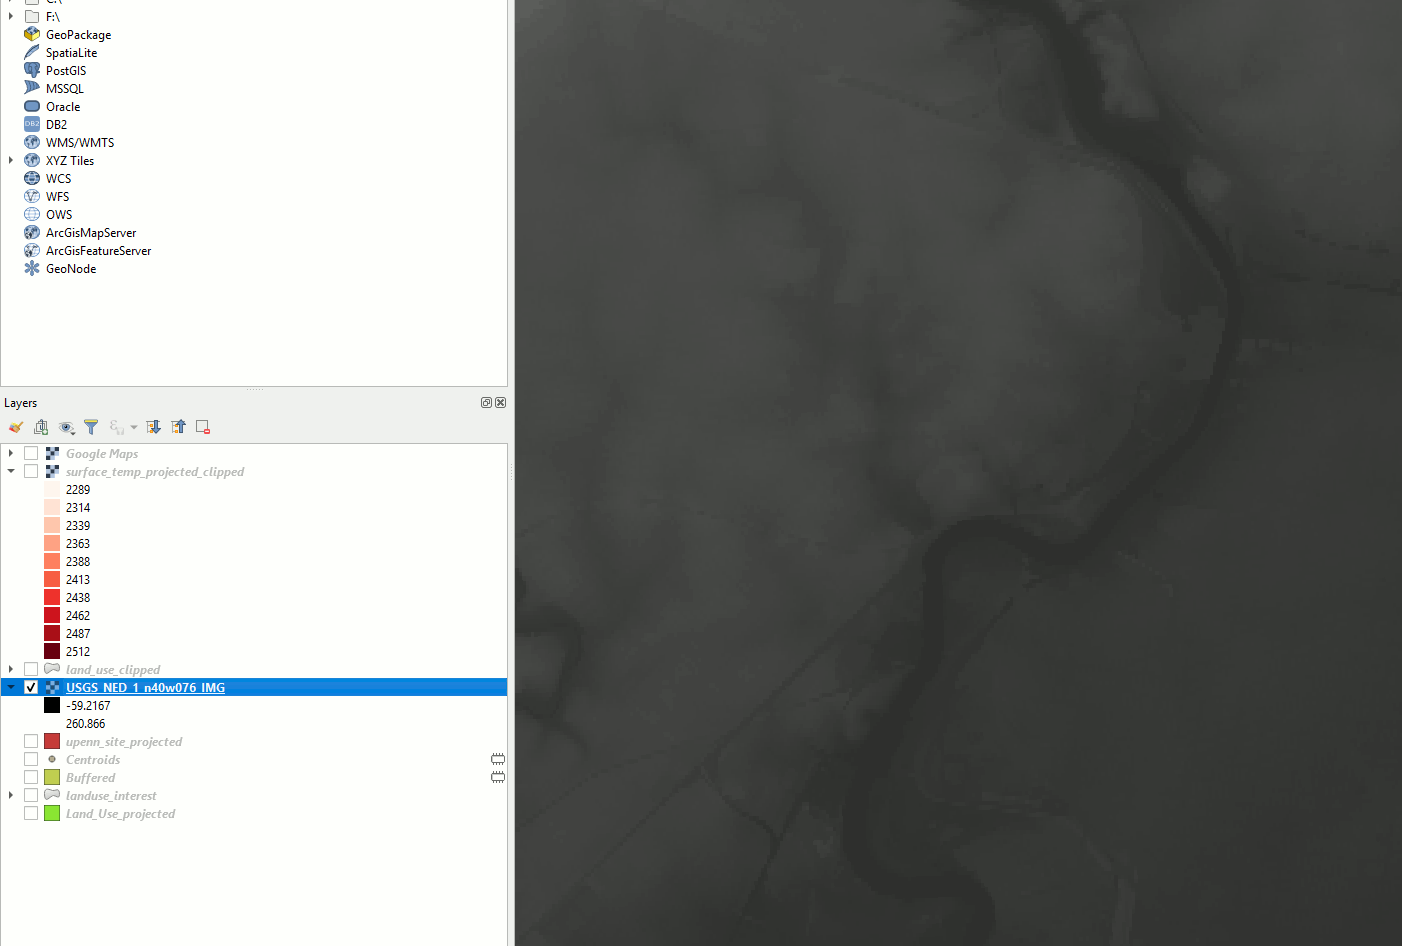 C:\
F:\
GeoPackage
SpatiaLite
PostGIS
MSSQL
Oracle
DB2 DB2
WMS/WMTS
XYZ Tiles
WCS
WFS
OWS
ArcGisMapServer
ArcGisFeatureServer
GeoNode
Layers
Google Maps
surface_temp_projected_clipped
2289
2314
2339
2363
2388
2413
2438
2462
2487
2512
land_use_clipped
USGS_NED_1_n40w076_IMG
-59.2167
260.866
upenn_site_projected
Centroids
Buffered
landuse_interest
Land_Use_projected